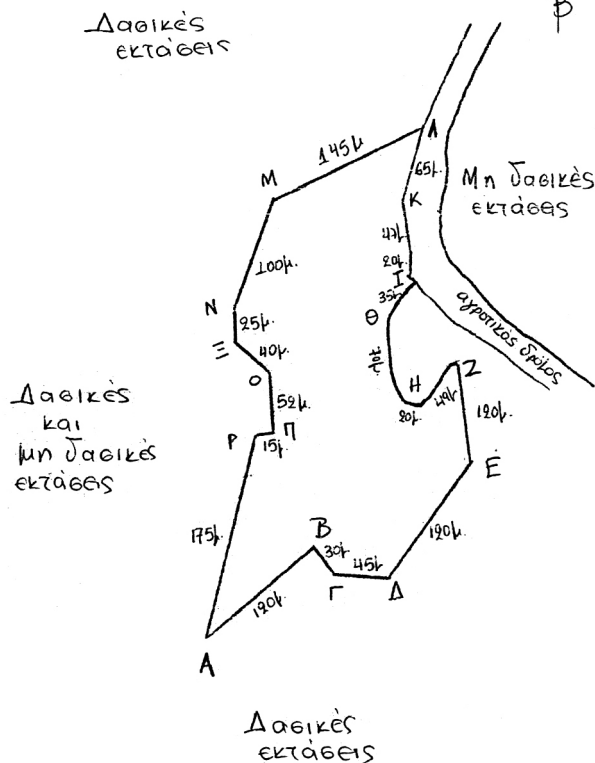 β
Δασικές
εκτάσεις
Λ
145μ
65μ.
Μη δασικές
εκτάσεις
Μ
Κ
47μ.
20μ.
Ι
100μ.
35μ.
Θ
αγροτικός δρόμος
Ν
25μ.
Ξ
40μ.
Ο
70μ.
Η
Ζ
20μ.
49μ.
Δασικές
και
μη δασικές
εκτάσεις
52μ.
Ρ
Π
15μ.
120μ.
Ε
175μ.
Β
30μ.
45μ.
120μ.
120μ.
Γ
Δ
Α
Δασικές
εκτάσεις